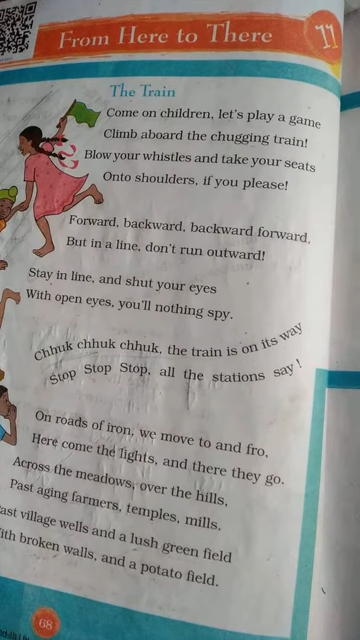 From Here to There
11
The Train
Come on children, let's play a game
Climb aboard the chugging train!
Blow your whistles and take your seats
Onto shoulders, if you please!
Forward, backward, backward forward,
But in a line, don't run outward!
Stay in line, and shut your eyes
With open eyes, you'll nothing spy.
Chhuk chhuk chhuk, the train is on its way
Stop Stop Stop, all the stations say!
On roads of iron, we move to and fro,
Here come the lights, and there they go.
Across the meadows, over the hills,
Past aging farmers, temples, mills.
ast village wells and a lush green field
ith broken walls, and a potato field.
68